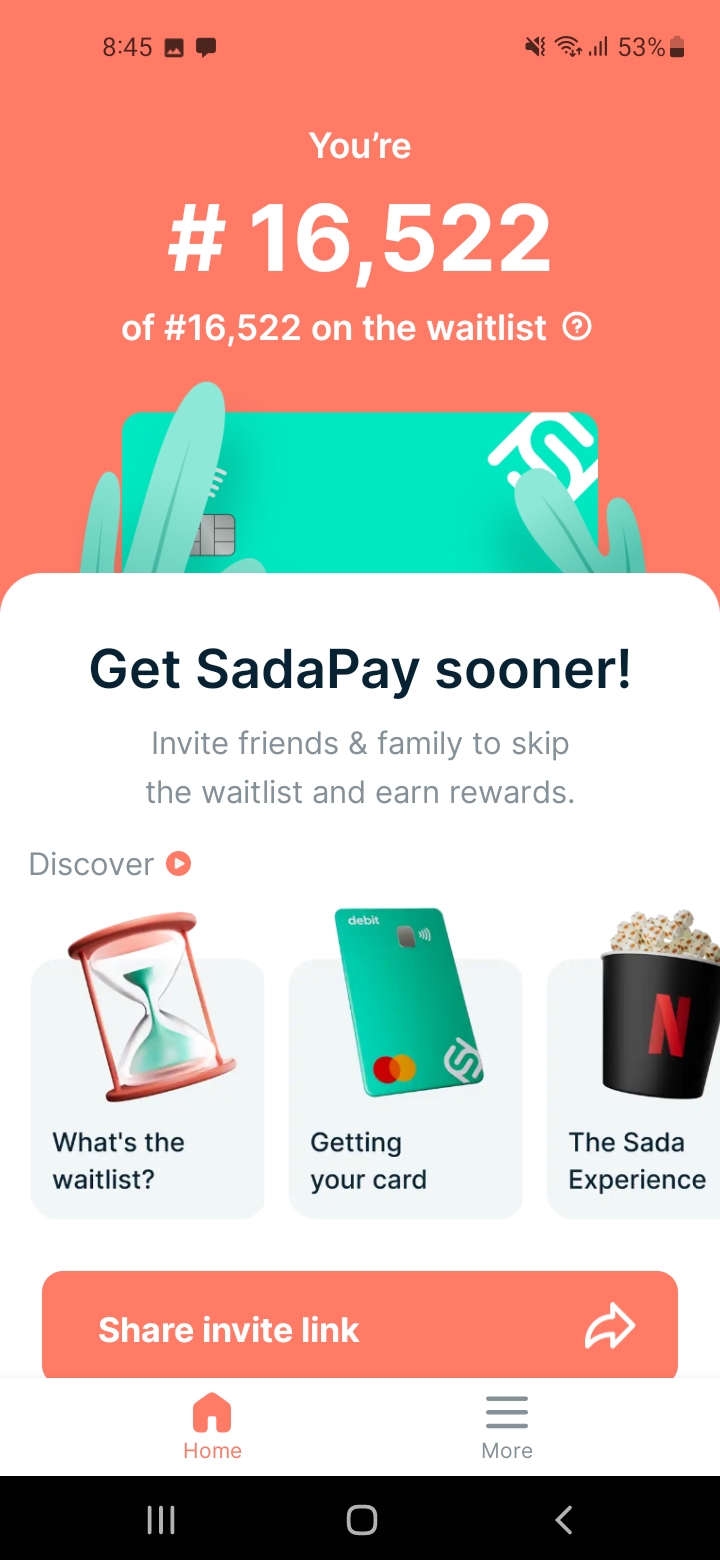 8:45
53%
You’re
# 16,522
of #16,522 on the waitlist
Get SadaPay sooner!
Invite friends & family to skip
the waitlist and earn rewards.
Discover
debit
N
What's the
waitlist?
Getting
your card
The Sada
Experience
Share invite link
Home
More